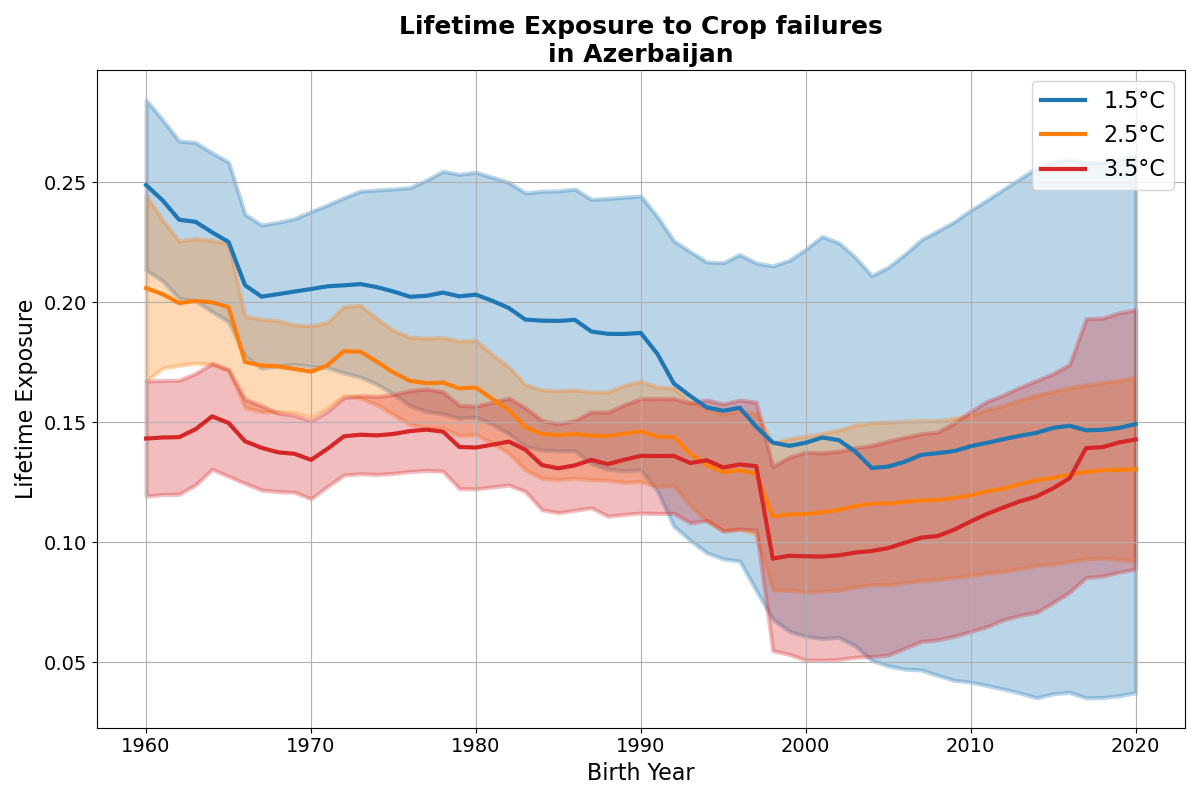 Lifetime Exposure to Crop failures
in Azerbaijan
1.5°C
2.5°C
3.5°C
Lifetime Exposure
0.25
0.20
0.15
0.10
0.05
1960
1970
1980
1990
2000
2010
2020
Birth Year